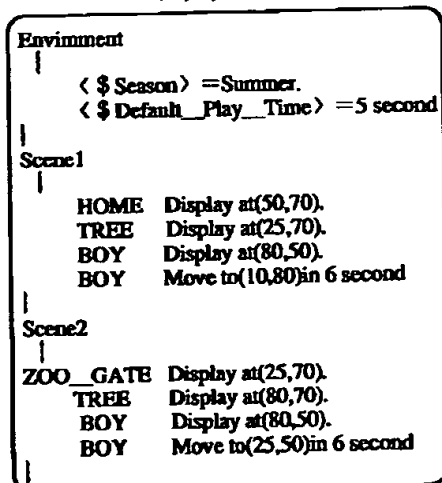 Envimment
{
〈 $ Season〉 =Summer.
〈 $ Default__Play__Time〉 =5 second
}
Scene1
{
HOME Display at(50,70).
TREE Display at(25,70).
BOY Display at(80,50).
BOY Move to(10,80)in 6 second
}
Scene2
{
ZOO__GATE Display at(25,70).
TREE Display at(80,70).
BOY Display at(80,50).
BOY Move to(25,50)in 6 second
}